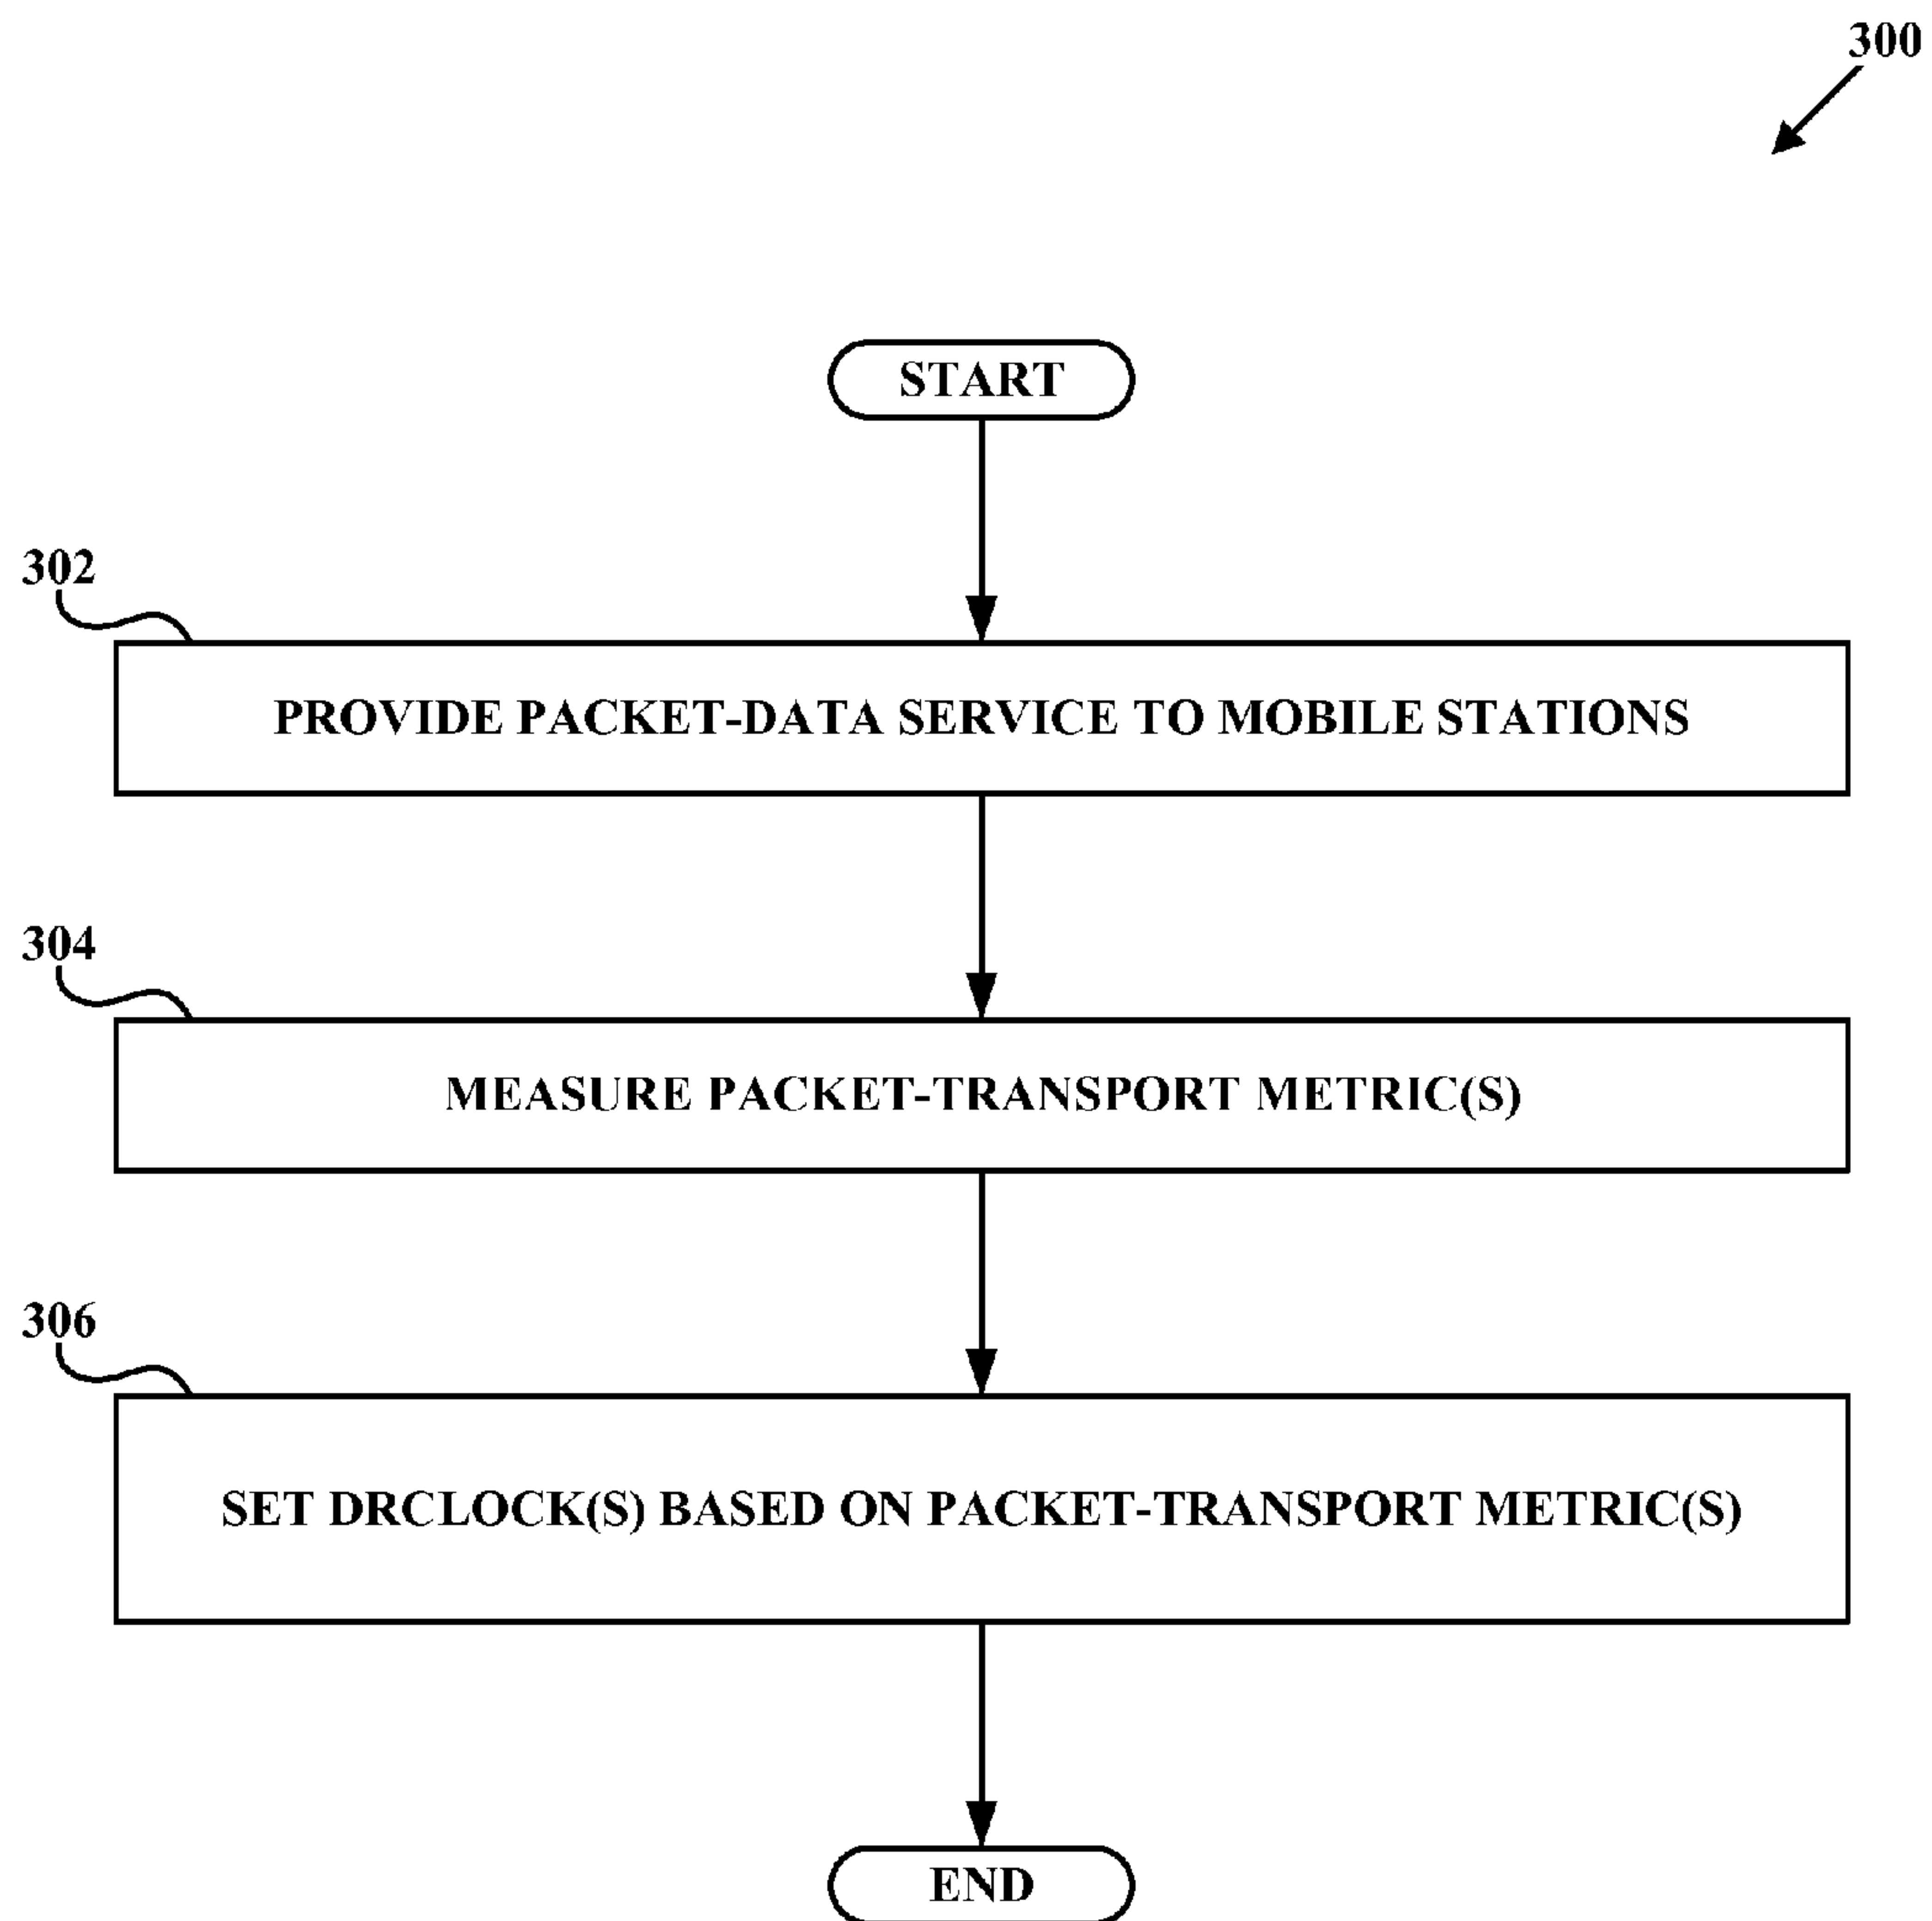 300
START
302
PROVIDE PACKET-DATA SERVICE TO MOBILE STATIONS
304
MEASURE PACKET-TRANSPORT METRIC(S)
306
SET DRCLOCK(S) BASED ON PACKET-TRANSPORT METRIC(S)
END